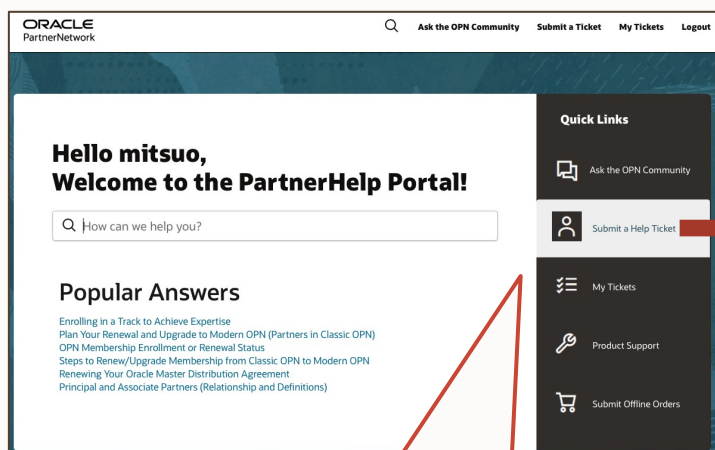 ORACLE
PartnerNetwork
Ask the OPN Community Submit a Ticket My Tickets Logout
Quick Links
Hello mitsuo,
Welcome to the PartnerHelp Portal!
How can we help you?
Ask the OPN Community
Submit a Help Ticket
My Tickets
Product Support
Submit Offline Orders
Popular Answers
Enrolling in a Track to Achieve Expertise
Plan Your Renewal and Upgrade to Modern OPN (Partners in Classic OPN)
OPN Membership Enrollment or Renewal Status
Steps to Renew/Upgrade Membership from Classic OPN to Modern OPN
Renewing Your Oracle Master Distribution Agreement
Principal and Associate Partners (Relationship and Definitions)